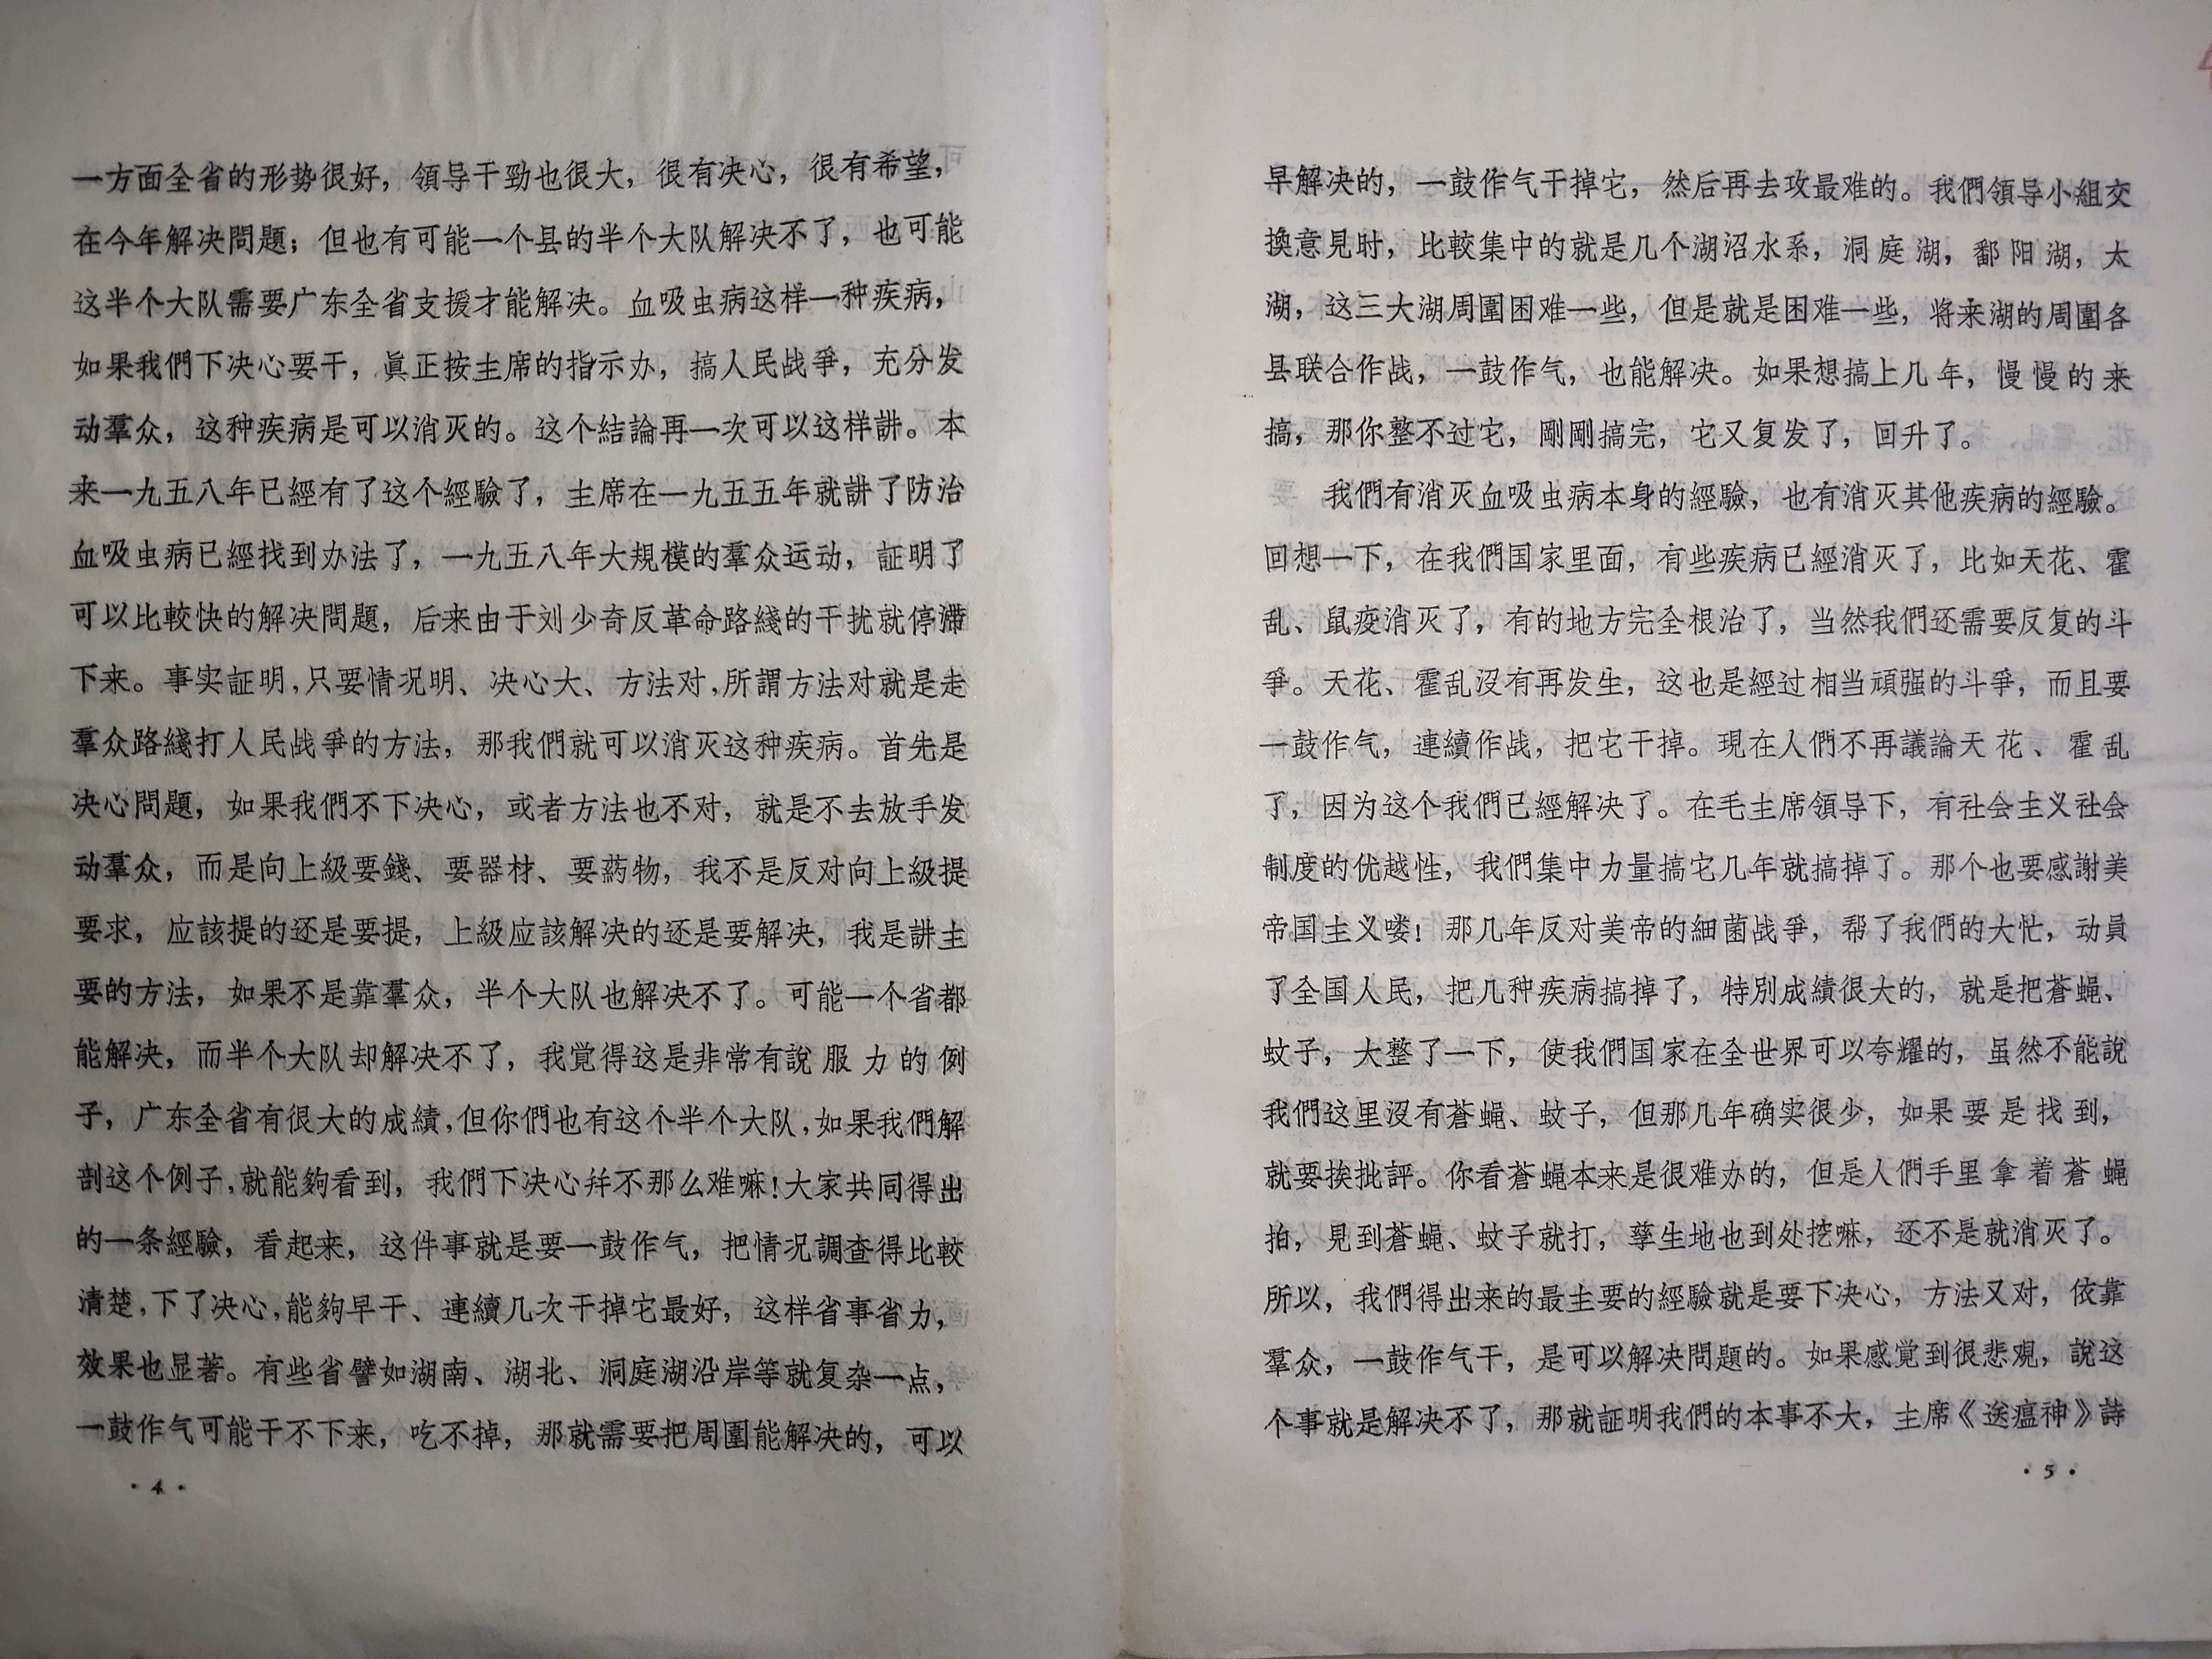 一方面全省的形势很好，領导干勁也很大，很有决心，很有希望，
在今年解决問題；但也有可能一个县的半个大队解决不了，也可能
这半个大队需要广东全省支援才能解决。血吸虫病这样一种疾病，
如果我們下决心要干，眞正按主席的指示办，搞人民战爭，充分发
动羣众，这种疾病是可以消灭的。这个結論再一次可以这样讲。本
来一九五八年已經有了这个經驗了，主席在一九五五年就讲了防治
血吸虫病已經找到办法了，一九五八年大規模的羣众运动，証明了
可以比較快的解决問題，后来由于刘少奇反革命路綫的干扰就停滯
下来。事实証明，只要情况明、决心大、方法对，所謂方法对就是走
羣众路綫打人民战爭的方法，那我們就可以消灭这种疾病。首先是
决心問題，如果我們不下决心，或者方法也不对，就是不去放手发
动羣众，而是向上級要錢、要器材、要葯物，我不是反对向上級提
要求，应該提的还是要提，上級应該解决的还是要解决，我是讲主
要的方法，如果不是靠羣众，半个大队也解决不了。可能一个省都
能解决，而半个大队却解决不了，我覚得这是非常有說服力的例
子，广东全省有很大的成績，但你們也有这个半个大队，如果我們解
剖这个例子，就能夠看到，我們下决心幷不那么难嘛！大家共同得出
的一条經驗，看起来，这件事就是要一鼓作气，把情况調查得比較
清楚，下了决心，能夠早干、連續几次干掉它最好，这样省事省力，
效果也显著。有些省譬如湖南、湖北、洞庭湖沿岸等就复杂一点，
一鼓作气可能干不下来，吃不掉，那就需要把周圍能解决的，可以
·4·
早解决的，一鼓作气干掉它，然后再去攻最难的。我們領导小組交
換意見时，比較集中的就是几个湖沼水系，洞庭湖，鄱阳湖，太
湖，这三大湖周圍困难一些，但是就是困难一些，将来湖的周圍各
县联合作战，一鼓作气，也能解决。如果想搞上几年，慢慢的来
搞，那你整不过它，剛剛搞完，它又复发了，回升了。
我們有消灭血吸虫病本身的經驗，也有消灭其他疾病的經驗。
回想一下，在我們国家里面，有些疾病已經消灭了，比如天花、霍
乱、鼠疫消灭了，有的地方完全根治了，当然我們还需要反复的斗
爭。天花、霍乱沒有再发生，这也是經过相当頑强的斗爭，而且要
一鼓作气，連續作战，把它干掉。現在人們不再議論天花、霍乱
了，因为这个我們已經解决了。在毛主席領导下，有社会主义社会
制度的优越性，我們集中力量搞它几年就搞掉了。那个也要感謝美
帝国主义喽！那几年反对美帝的細菌战爭，帮了我們的大忙，动員
了全国人民，把几种疾病搞掉了，特別成績很大的，就是把蒼蝇、
蚊子，大整了一下，使我們国家在全世界可以夸耀的，虽然不能說
我們这里沒有蒼蝇、蚊子，但那几年确实很少，如果要是找到，
就要挨批評。你看蒼蝇本来是很难办的，但是人們手里拿着蒼蝇
拍，見到蒼蝇、蚊子就打，孳生地也到处挖嘛，还不是就消灭了。
所以，我們得出来的最主要的經驗就是要下决心，方法又对，依靠
羣众，一鼓作气干，是可以解决問題的。如果感覚到很悲观，說这
个事就是解决不了，那就証明我們的本事不大，主席《送瘟神》詩
·5·